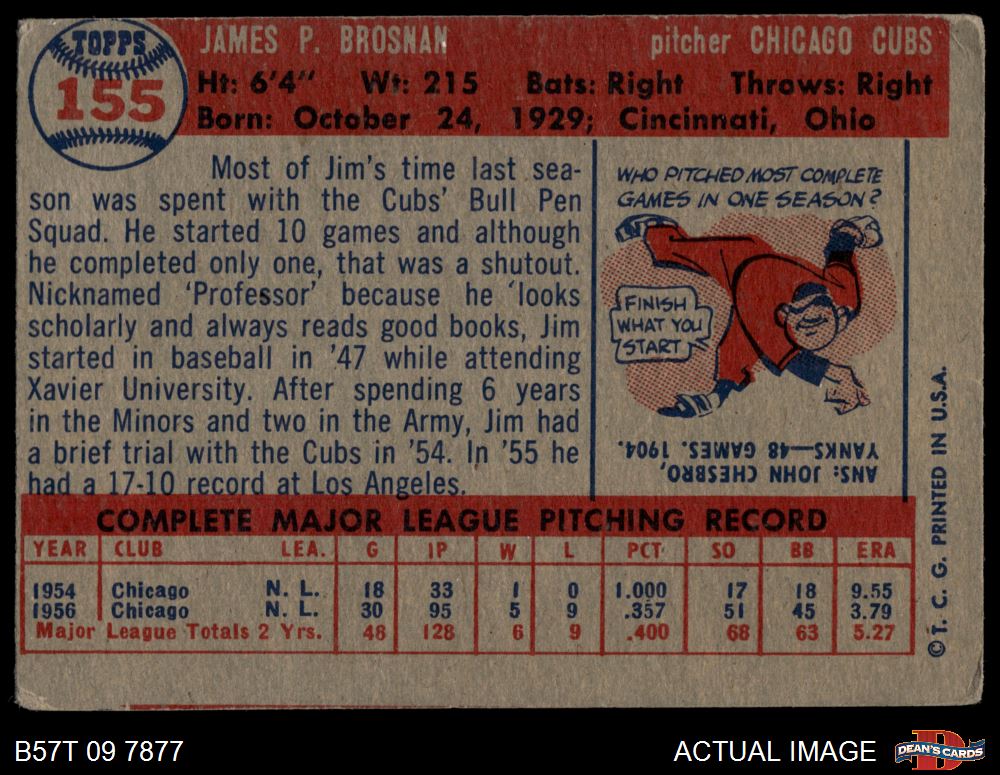 TOPPS
155
JAMES P. BROSNAN pitcher CHICAGO CUBS
Ht: 6'4" Wt: 215 Bats: Right Throws: Right
Born: October 24, 1929; Cincinnati, Ohio
Most of Jim's time last sea-
son was spent with the Cubs' Bull Pen
Squad. He started 10 games and although
he completed only one, that was a shutout.
Nicknamed 'Professor' because he 'looks
scholarly and always reads good books, Jim
started in baseball in '47 while attending
Xavier University. After spending 6 years
in the Minors and two in the Army, Jim had
a brief trial with the Cubs in '54. In '55 he
had a 17-10 record at Los Angeles.
WHO PITCHED MOST COMPLETE
GAMES IN ONE SEASON?
FINISH
WHAT YOU
START
ANS: JOHN CHESBRO,
YANKS—48 GAMES. 1904.
COMPLETE MAJOR LEAGUE PITCHING RECORD
YEAR CLUB LEA. G IP W L PCT. SO BB ERA
1954 Chicago N. L. 18 33 1 0 1.000 17 18 9.55
1956 Chicago N. L. 30 95 5 9 .357 51 45 3.79
Major League Totals 2 Yrs. 48 128 6 9 .400 68 63 5.27
© T. C. G. PRINTED IN U.S.A.
B57T 09 7877 ACTUAL IMAGE DEAN'S CARDS